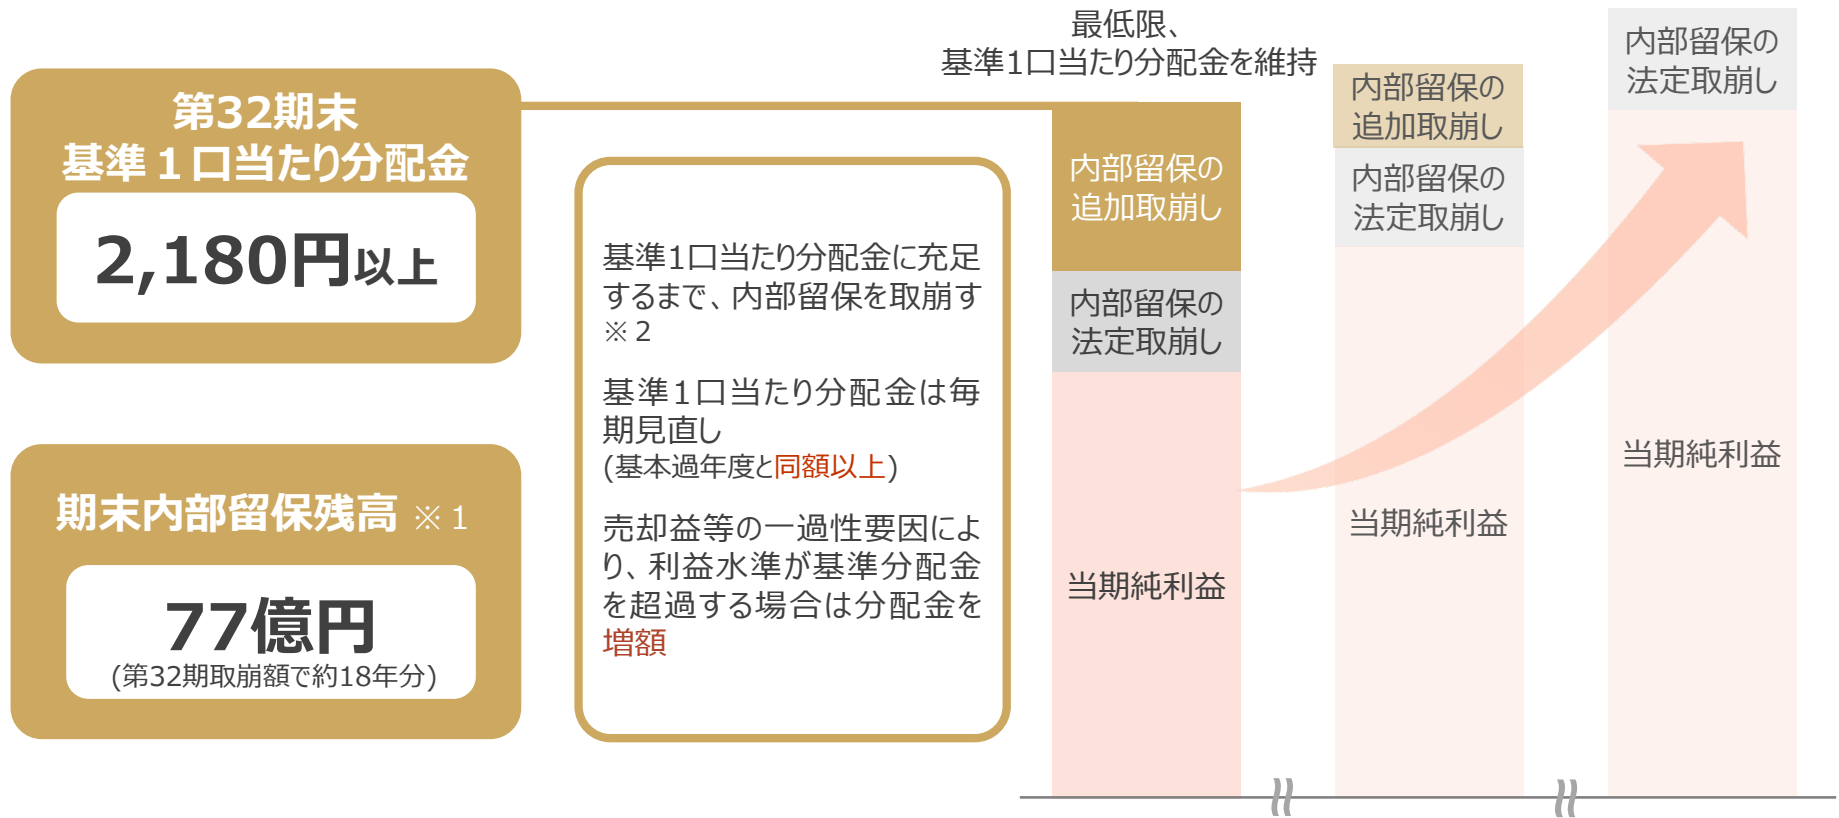 第32期末
基準１口当たり分配金
2,180円以上
期末内部留保残高 ※１
77億円
(第32期取崩額で約18年分)
基準1口当たり分配金に充足
するまで、内部留保を取崩す
※２
基準1口当たり分配金は毎
期見直し
(基本過年度と同額以上)
売却益等の一過性要因によ
り、利益水準が基準分配金
を超過する場合は分配金を
増額
最低限、
基準1口当たり分配金を維持
内部留保の
追加取崩し
内部留保の
法定取崩し
当期純利益
内部留保の
追加取崩し
内部留保の
法定取崩し
当期純利益
内部留保の
法定取崩し
当期純利益